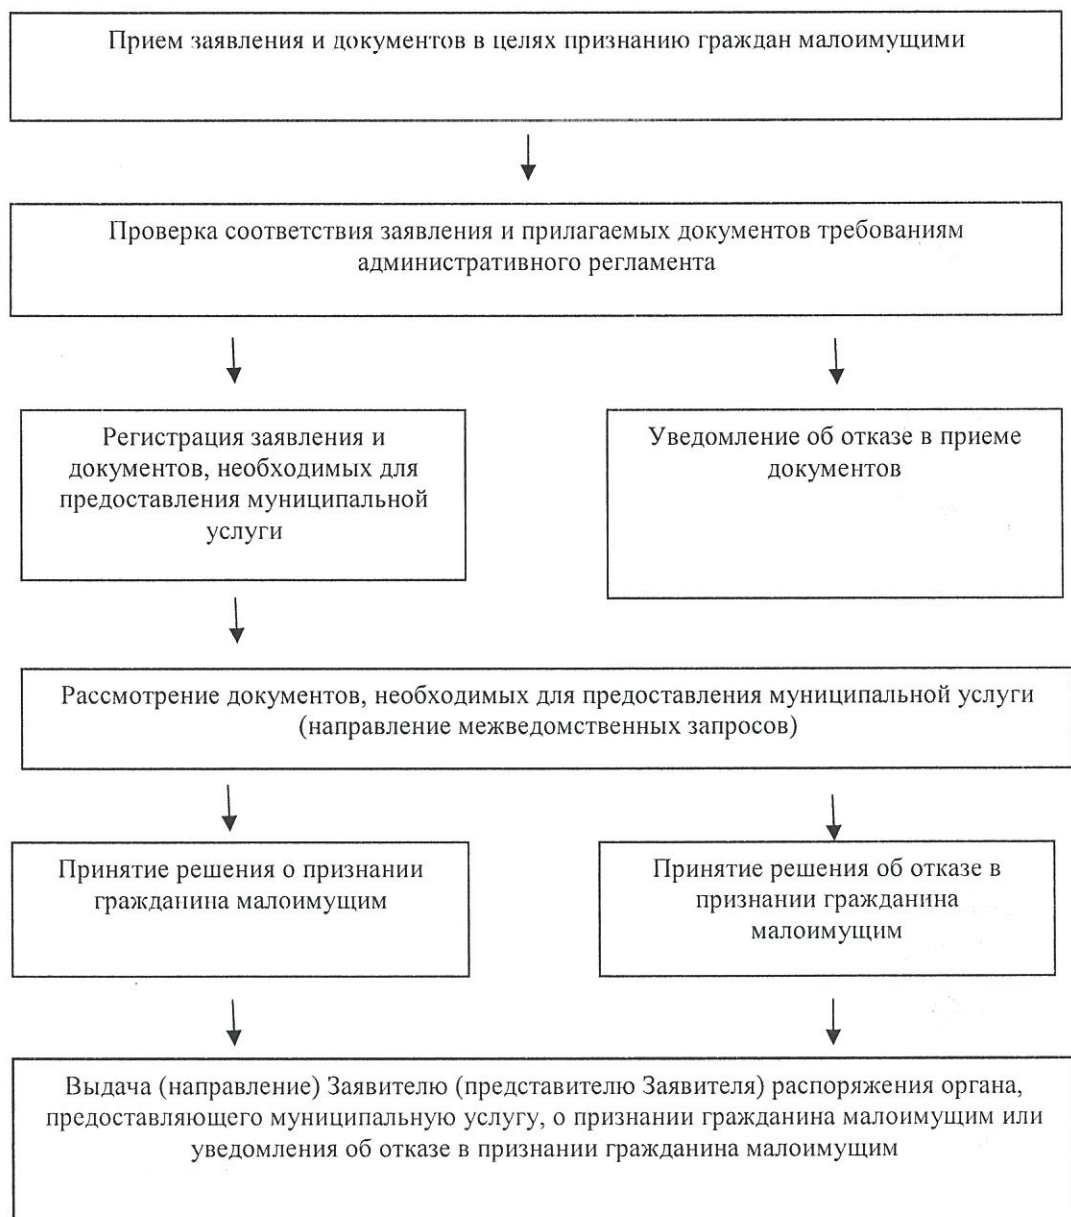 Прием заявления и документов в целях признанию граждан малоимущими
Проверка соответствия заявления и прилагаемых документов требованиям
административного регламента
Регистрация заявления и
документов, необходимых для
предоставления муниципальной
услуги
Уведомление об отказе в приеме
документов
Рассмотрение документов, необходимых для предоставления муниципальной услуги
(направление межведомственных запросов)
Принятие решения о признании
гражданина малоимущим
Принятие решения об отказе в
признании гражданина
малоимущим
Выдача (направление) Заявителю (представителю Заявителя) распоряжения органа,
предоставляющего муниципальную услугу, о признании гражданина малоимущим или
уведомления об отказе в признании гражданина малоимущим